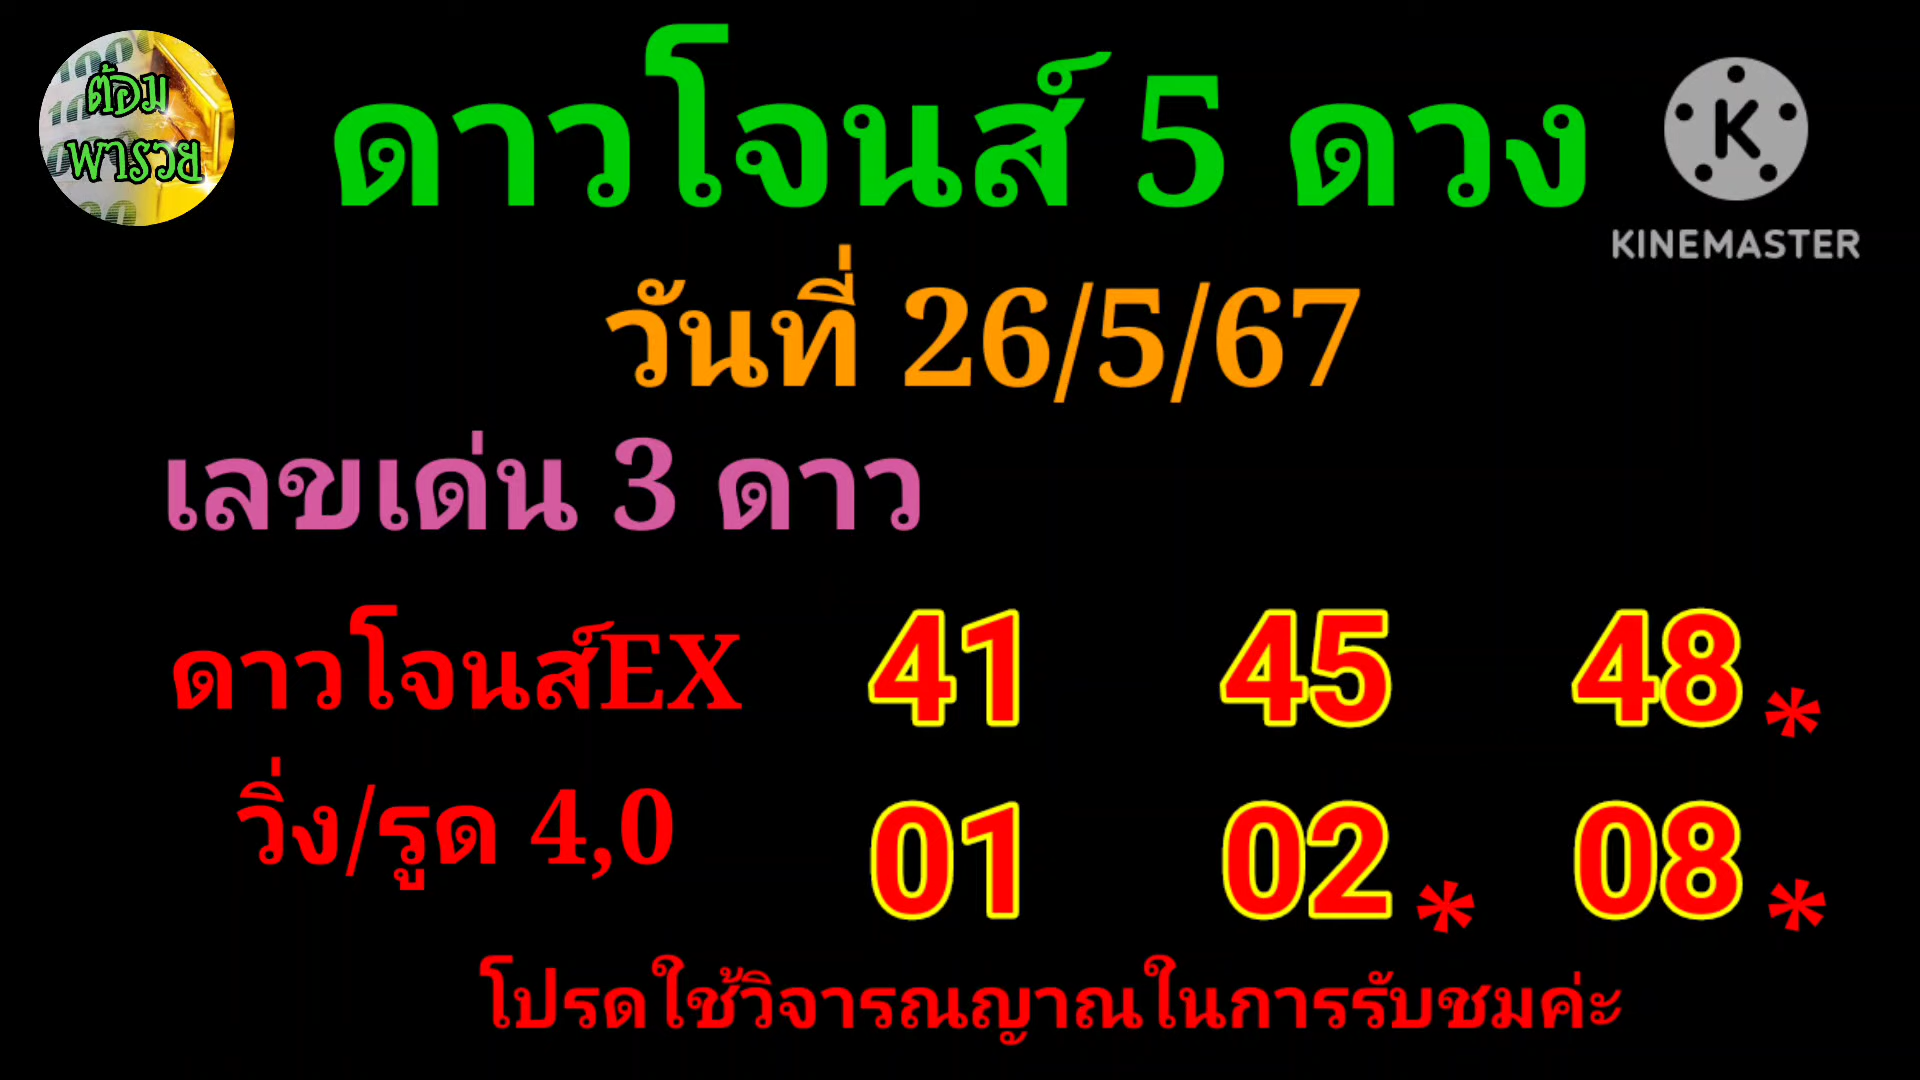 ต้อม
พารวย
ดาวโจนส์ 5 ดวง
KINEMASTER
วันที่ 26/5/67
เลขเด่น 3 ดาว
ดาวโจนส์EX 41 45 48*
วิ่ง/รูด 4,0 01 02* 08*
โปรดใช้วิจารณญาณในการรับชมค่ะ